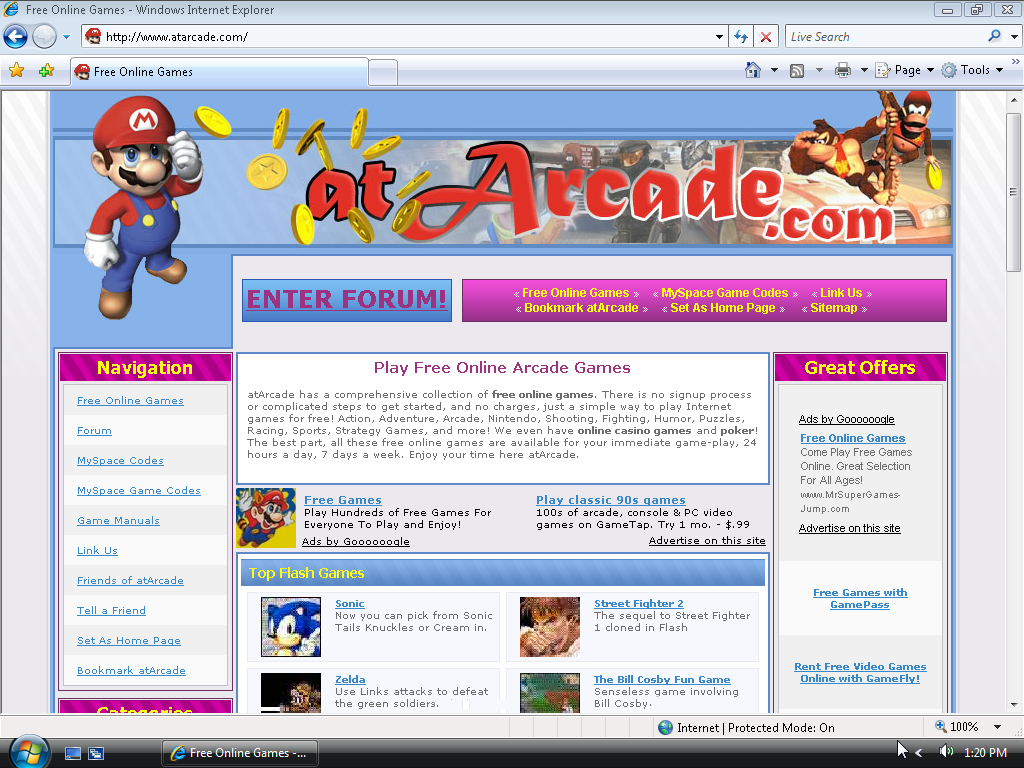 Free Online Games - Windows Internet Explorer
http://www.atarcade.com/
Live Search
Free Online Games
Page
Tools
M
at Arcade.com
ENTER FORUM!
« Free Online Games » « MySpace Game Codes » « Link Us »
« Bookmark atArcade » « Set As Home Page » « Sitemap »
Navigation
Free Online Games
Forum
MySpace Codes
MySpace Game Codes
Game Manuals
Link Us
Friends of atArcade
Tell a Friend
Set As Home Page
Bookmark atArcade
Categories
Play Free Online Arcade Games
atArcade has a comprehensive collection of free online games. There is no signup process
or complicated steps to get started, and no charges, just a simple way to play Internet
games for free! Action, Adventure, Arcade, Nintendo, Shooting, Fighting, Humor, Puzzles,
Racing, Sports, Strategy Games, and more! We even have online casino games and poker!
The best part, all these free online games are available for your immediate game-play, 24
hours a day, 7 days a week. Enjoy your time here atArcade.
Free Games
Play Hundreds of Free Games For
Everyone To Play and Enjoy!
Play classic 90s games
100s of arcade, console & PC video
games on GameTap. Try 1 mo. - $.99
Ads by Goooooogle
Advertise on this site
Top Flash Games
Sonic
Now you can pick from Sonic
Tails Knuckles or Cream in.
Street Fighter 2
The sequel to Street Fighter
1 cloned in Flash
Zelda
Use Links attacks to defeat
the green soldiers.
The Bill Cosby Fun Game
Senseless game involving
Bill Cosby.
Great Offers
Ads by Goooooogle
Free Online Games
Come Play Free Games
Online. Great Selection
For All Ages!
www.MrSuperGames-
Jump.com
Advertise on this site
Free Games with
GamePass
Rent Free Video Games
Online with GameFly!
Internet | Protected Mode: On
100%
Free Online Games -...
1:20 PM